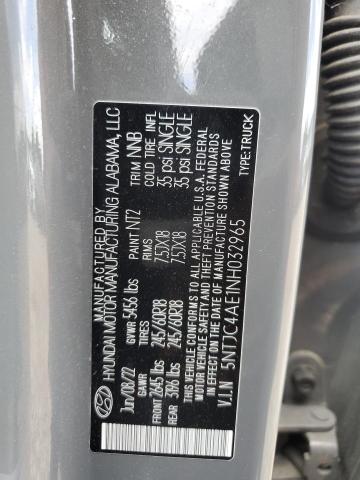 HYUNDAI MOTOR MANUFACTURING ALABAMA, LLC
Jun/08/22 GVWR 5456 lbs PAINT NT2 TRIM NNB
GAWR TIRES RIMS COLD TIRE INFL
FRONT 2645 lbs 245/60R18 7.5JX18 35 psi SINGLE
REAR 3196 lbs 245/60R18 7.5JX18 35 psi SINGLE
THIS VEHICLE CONFORMS TO ALL APPLICABLE U.S.A. FEDERAL
MOTOR VEHICLE SAFETY AND THEFT PREVENTION STANDARDS
IN EFFECT ON THE DATE OF MANUFACTURE SHOWN ABOVE
V.I.N 5NTJC4AE1NH032965 TYPE:TRUCK